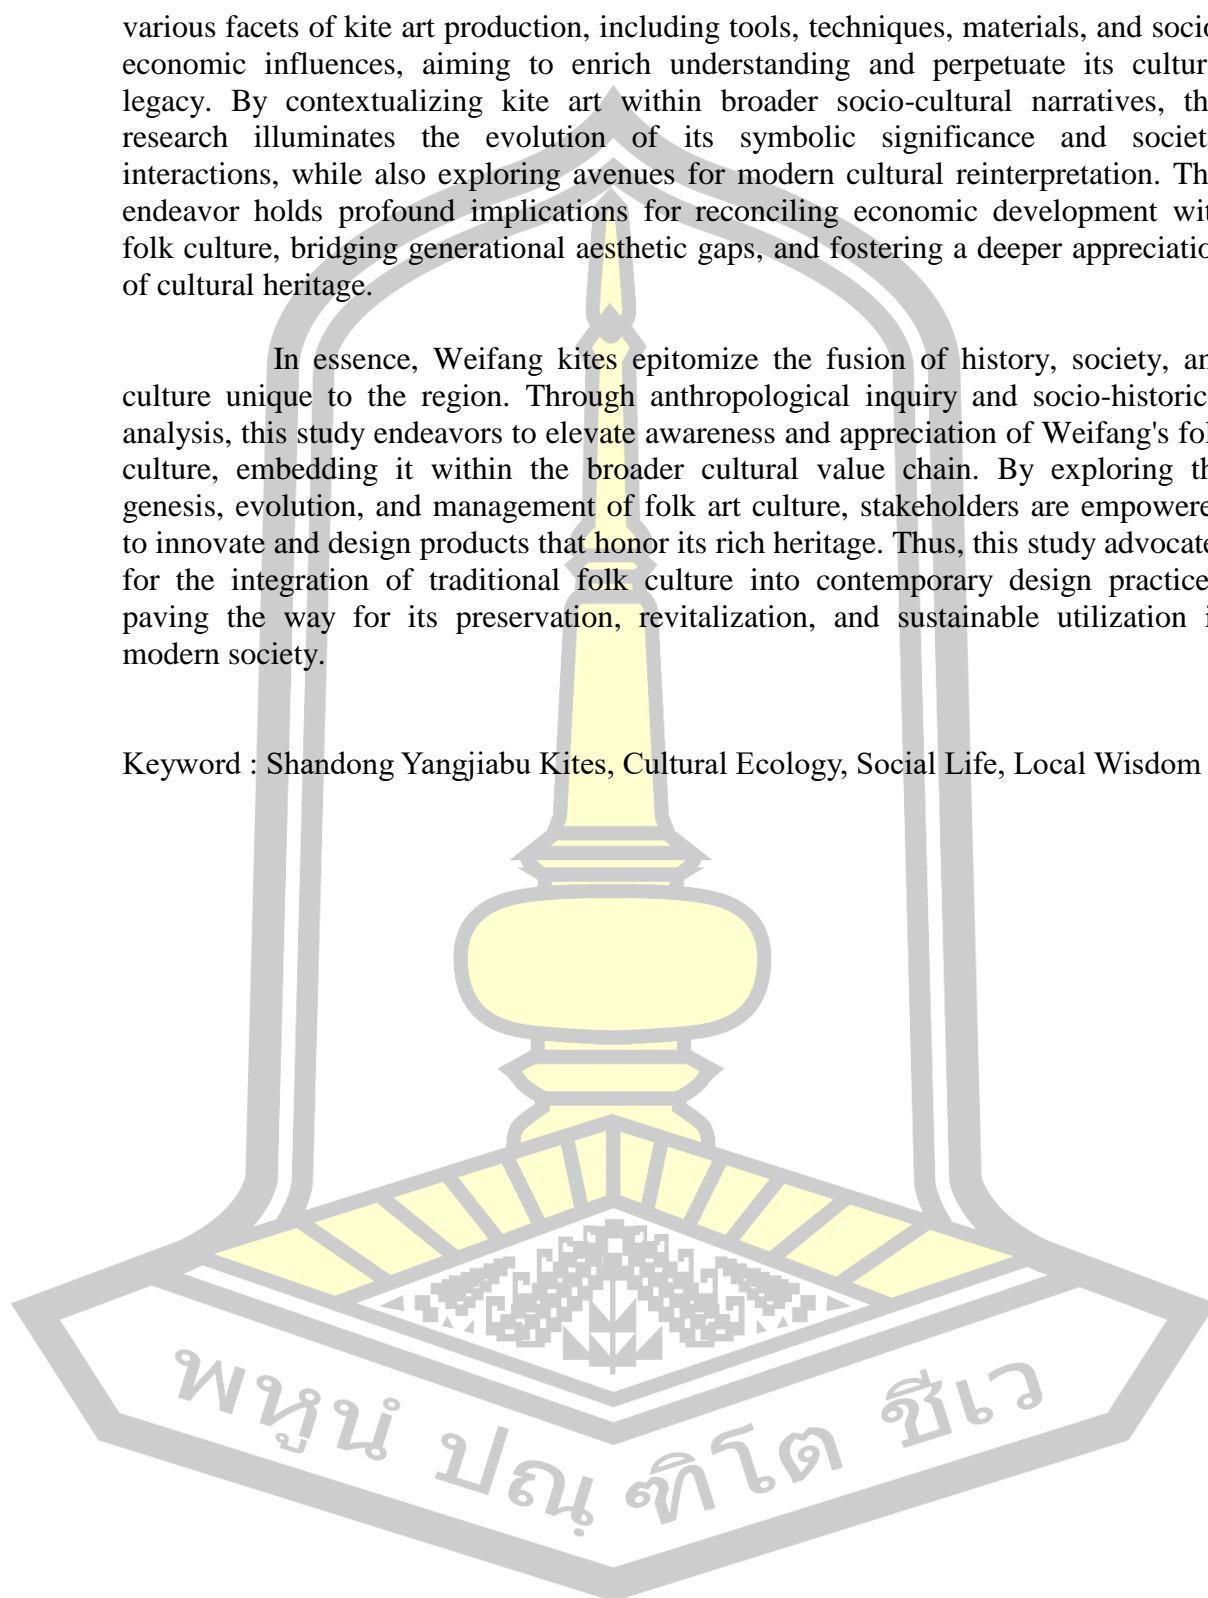 various facets of kite art production, including tools, techniques, materials, and socio
economic influences, aiming to enrich understanding and perpetuate its cultur
legacy. By contextualizing kite art within broader socio-cultural narratives, th
research illuminates the evolution of its symbolic significance and societ
interactions, while also exploring avenues for modern cultural reinterpretation. Th
endeavor holds profound implications for reconciling economic development wit
folk culture, bridging generational aesthetic gaps, and fostering a deeper appreciatio
of cultural heritage.
In essence, Weifang kites epitomize the fusion of history, society, an
culture unique to the region. Through anthropological inquiry and socio-historic
analysis, this study endeavors to elevate awareness and appreciation of Weifang's fol
culture, embedding it within the broader cultural value chain. By exploring th
genesis, evolution, and management of folk art culture, stakeholders are empowere
to innovate and design products that honor its rich heritage. Thus, this study advocate
for the integration of traditional folk culture into contemporary design practice
paving the way for its preservation, revitalization, and sustainable utilization i
modern society.
Keyword : Shandong Yangjiabu Kites, Cultural Ecology, Social Life, Local Wisdom
พหูนํ ปณฺฑิโต ชีเว